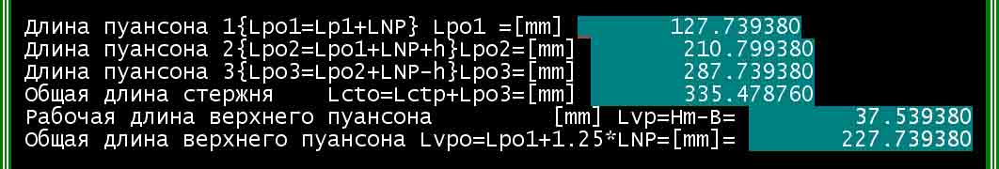 Длина пуансона 1{Lpo1=Lp1+LNP} Lpo1 =[mm] 127.739380
Длина пуансона 2{Lpo2=Lpo1+LNP+h}Lpo2=[mm] 210.799380
Длина пуансона 3{Lpo3=Lpo2+LNP-h}Lpo3=[mm] 287.739380
Общая длина стержня Lcto=Lctp+Lpo3=[mm] 335.478760
Рабочая длина верхнего пуансона [mm] Lvp=Hm-B= 37.539380
Общая длина верхнего пуансона Lvpo=Lpo1+1.25*LNP=[mm]= 227.739380